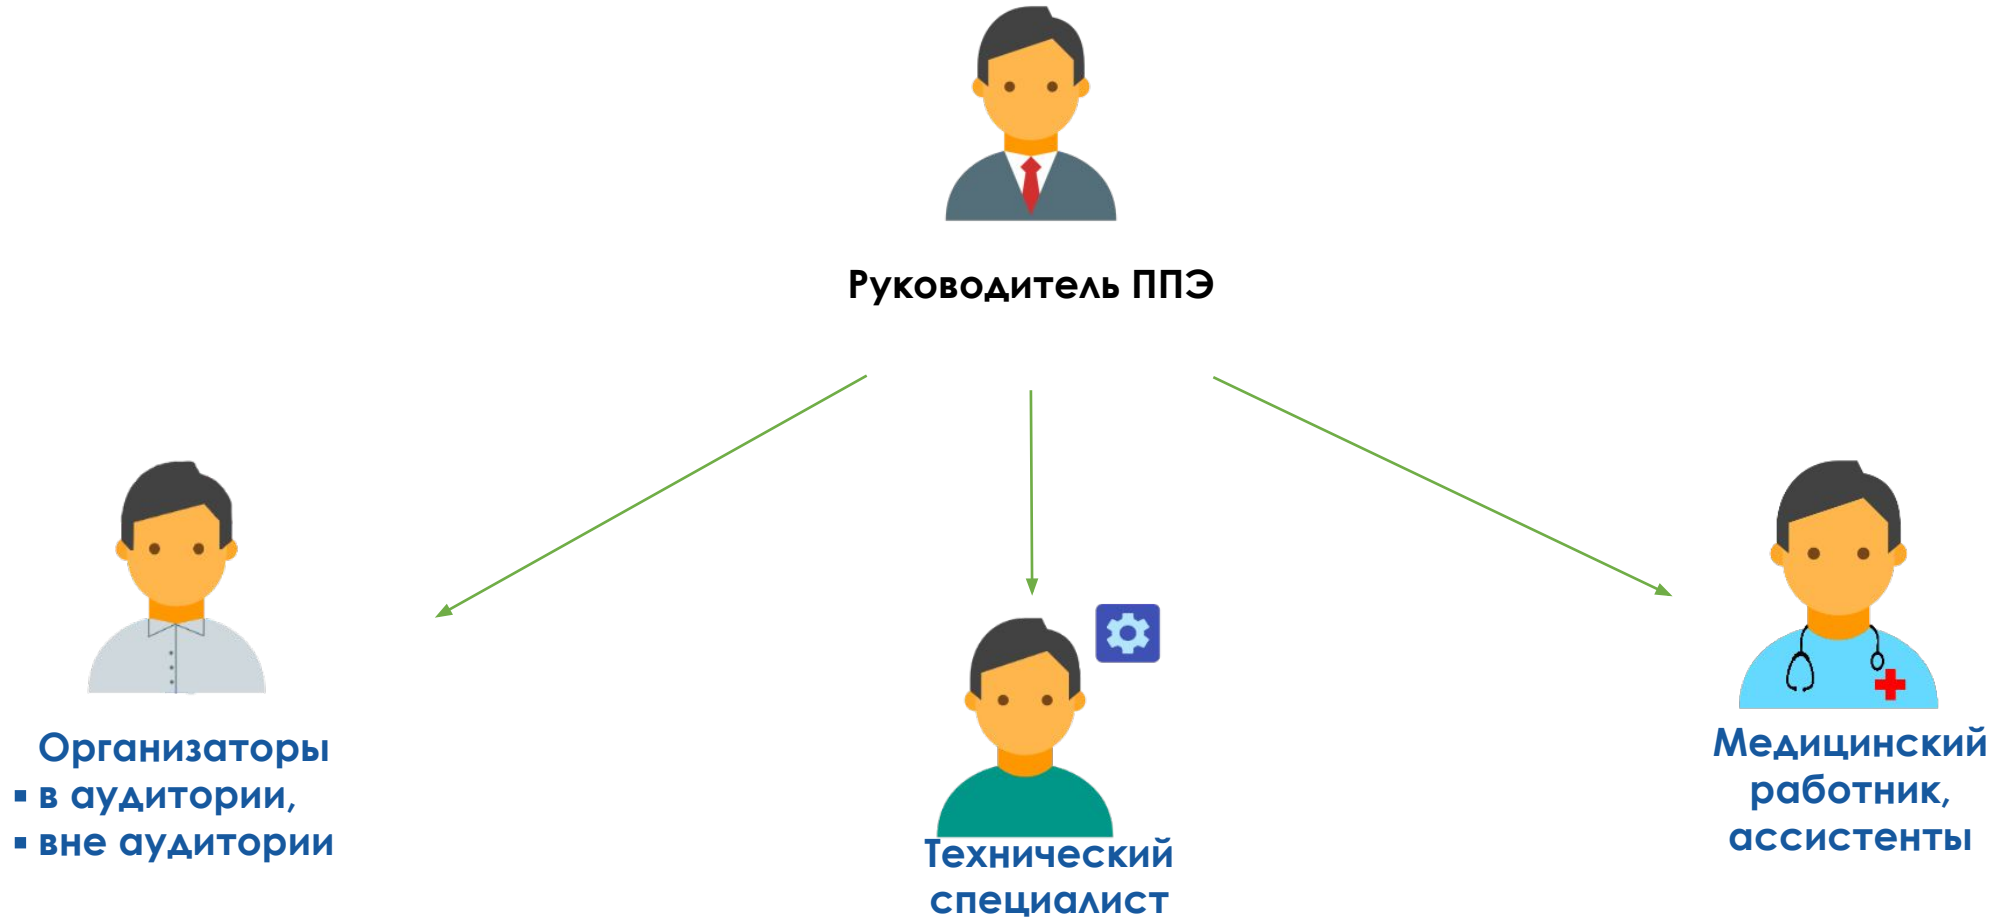 Руководитель ППЭ
Организаторы
▪ в аудитории,
▪ вне аудитории
Технический
специалист
Медицинский
работник,
ассистенты